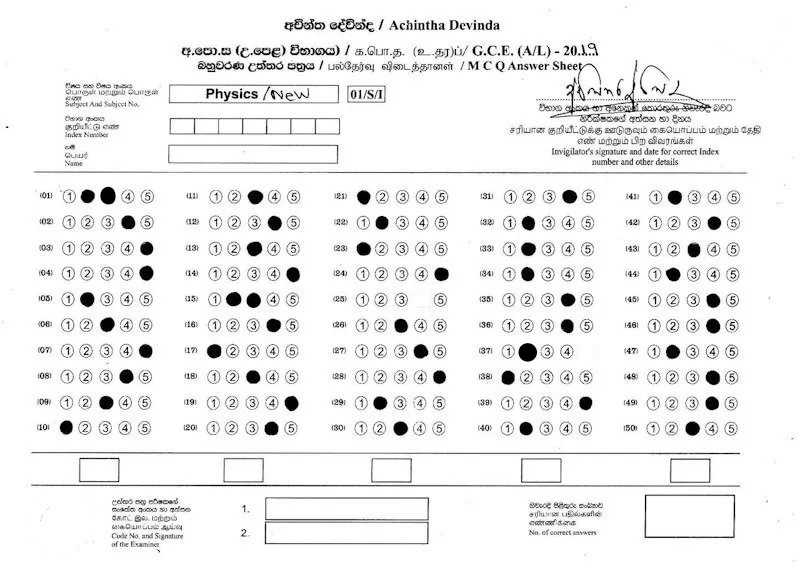 අචින්ත දේවින්ද / Achintha Devinda
අ.පො.ස (උ.පෙළ) විභාගය / க.பொ.த. (உ.தர)ப/ G.C.E. (A/L) - 2019
බහුවරණ උත්තර පත්‍රය / பல்தேர்வு விடைத்தாள் / M C Q Answer Sheet
විෂය සහ විෂය අංකය
பொருள் மற்றும் பொருள் எண்
Subject And Subject No.
Physics /New 01/S/I
විභාග අංකය
குறியீட்டு எண்
Index Number
නම
பெயர்
Name
නිරීක්ෂකගේ අත්සන හා දිනය
சரியான குறியீட்டுக்கு ஊடுருவும் கையொப்பம் மற்றும் தேதி
எண் மற்றும் பிற விவரங்கள்
Invigilator's signature and date for correct Index
number and other details
(01) ① ④ ⑤ (11) ① ② ④ ⑤ (21) ② ③ ④ ⑤ (31) ① ② ③ ⑤ (41) ① ③ ④ ⑤
(02) ① ② ③ ⑤ (12) ① ② ③ ⑤ (22) ① ③ ④ ⑤ (32) ① ③ ④ ⑤ (42) ① ② ③ ⑤
(03) ① ② ③ ④ (13) ① ② ④ ⑤ (23) ② ③ ④ ⑤ (33) ① ③ ④ ⑤ (43) ① ② ④ ⑤
(04) ① ② ③ ④ (14) ① ② ③ ④ (24) ① ② ③ ④ (34) ① ③ ④ ⑤ (44) ① ③ ④ ⑤
(05) ① ③ ④ ⑤ (15) ① ④ ⑤ (25) ① ② ③ ⑤ (35) ① ② ③ ⑤ (45) ① ② ③ ⑤
(06) ① ② ④ ⑤ (16) ① ② ③ ⑤ (26) ① ② ④ ⑤ (36) ① ② ③ ⑤ (46) ① ② ③ ⑤
(07) ① ② ③ ④ (17) ② ③ ④ ⑤ (27) ① ② ③ ⑤ (37) ① ③ ④ (47) ① ③ ④ ⑤
(08) ① ② ③ ⑤ (18) ① ② ④ ⑤ (28) ① ② ③ ④ (38) ② ③ ④ ⑤ (48) ① ② ③ ⑤
(09) ① ② ④ ⑤ (19) ① ② ③ ④ (29) ① ③ ④ ⑤ (39) ① ② ③ ④ (49) ① ② ③ ⑤
(10) ② ③ ④ ⑤ (20) ① ② ④ ⑤ (30) ① ② ④ ⑤ (40) ① ③ ④ ⑤ (50) ① ② ④ ⑤
උත්තර පත්‍ර පරීක්ෂකගේ
සංකේත අංකය හා අත්සන
கோட் இல. மற்றும்
கையொப்பம் ஆய்வு
Code No. and Signature
of the Examiner
1.
2.
නිවැරදි පිළිතුරු සංඛ්‍යාව
சரியான பதில்களின்
எண்ணிக்கை
No. of correct answers